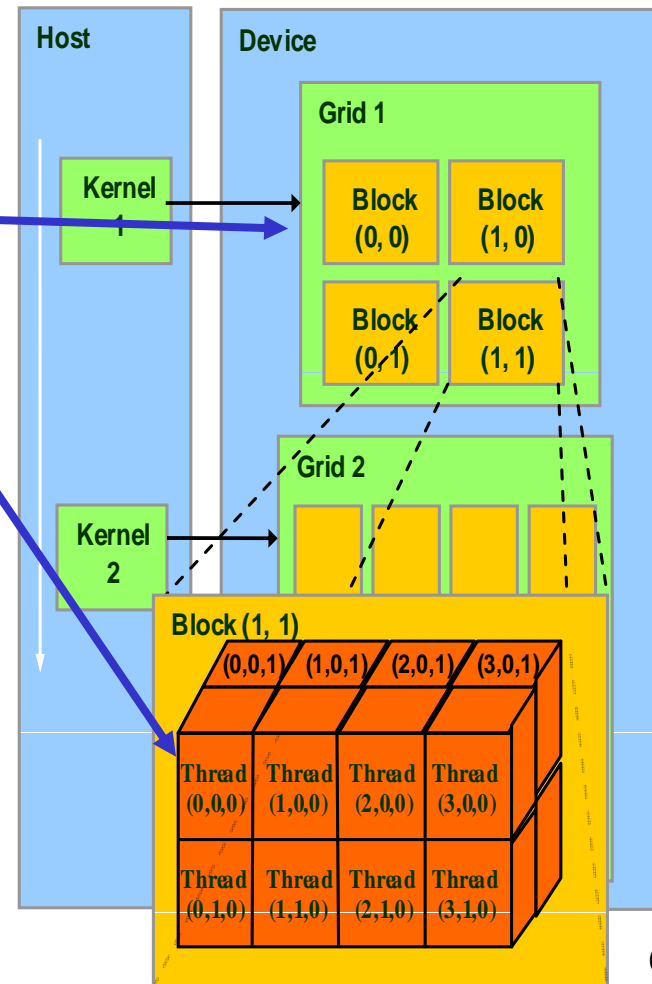 Host
Device
Grid 1
Kernel
1
Block
(0, 0)
Block
(1, 0)
Block
(0, 1)
Block
(1, 1)
Grid 2
Kernel
2
Block (1, 1)
(0,0,1) (1,0,1) (2,0,1) (3,0,1)
Thread
(0,0,0)
Thread
(1,0,0)
Thread
(2,0,0)
Thread
(3,0,0)
Thread
(0,1,0)
Thread
(1,1,0)
Thread
(2,1,0)
Thread
(3,1,0)